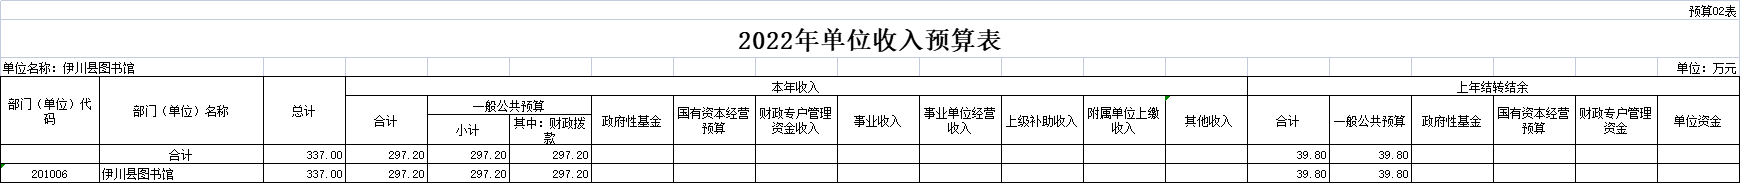 预算02表
2022年单位收入预算表
单位名称：伊川县图书馆 单位：万元
部门（单位）代码 部门（单位）名称 总计 本年收入 上年结转结余
合计 一般公共预算 政府性基金 国有资本经营预算 财政专户管理资金收入 事业收入 事业单位经营收入 上级补助收入 附属单位上缴收入 其他收入 合计 一般公共预算 政府性基金 国有资本经营预算 财政专户管理资金 单位资金
小计 其中：财政拨款
合计 337.00 297.20 297.20 297.20 39.80 39.80
201006 伊川县图书馆 337.00 297.20 297.20 297.20 39.80 39.80